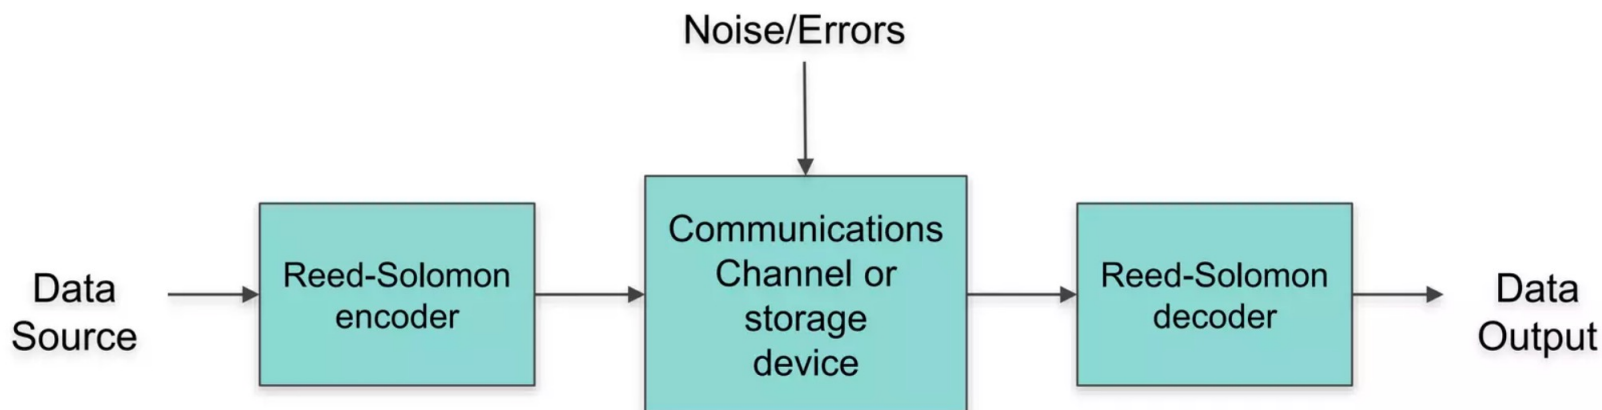 Noise/Errors
Data
Source
Reed-Solomon
encoder
Communications
Channel or
storage
device
Reed-Solomon
decoder
Data
Output